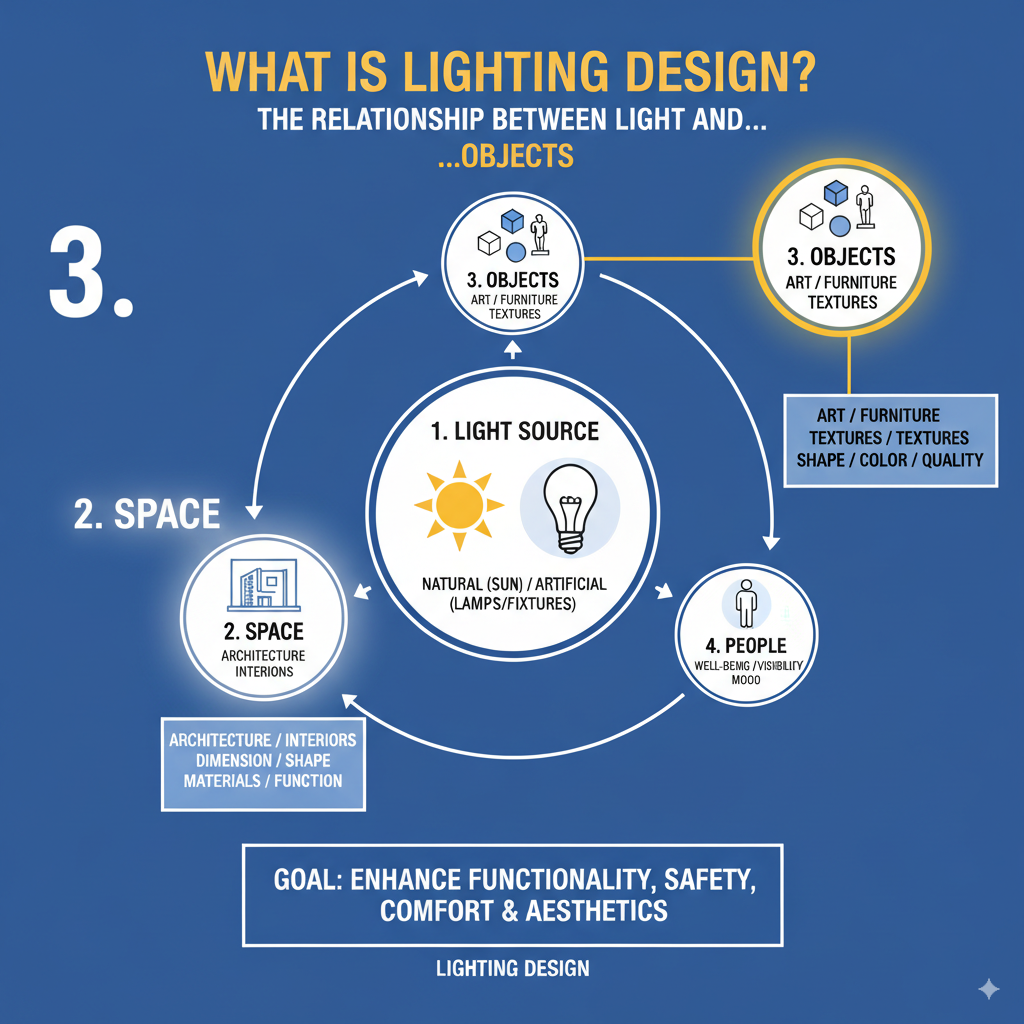 WHAT IS LIGHTING DESIGN?
THE RELATIONSHIP BETWEEN LIGHT AND...
...OBJECTS
3.
3. OBJECTS
ART / FURNITURE
TEXTURES
3. OBJECTS
ART / FURNITURE
TEXTURES
ART / FURNITURE
TEXTURES / TEXTURES
SHAPE / COLOR / QUALITY
1. LIGHT SOURCE
NATURAL (SUN) / ARTIFICIAL
(LAMPS/FIXTURES)
2. SPACE
2. SPACE
ARCHITECTURE
INTERIORS
ARCHITECTURE / INTERIORS
DIMENSION / SHAPE
MATERIALS / FUNCTION
4. PEOPLE
WELL-BEING / VISIBILITY
MOOO
GOAL: ENHANCE FUNCTIONALITY, SAFETY,
COMFORT & AESTHETICS
LIGHTING DESIGN